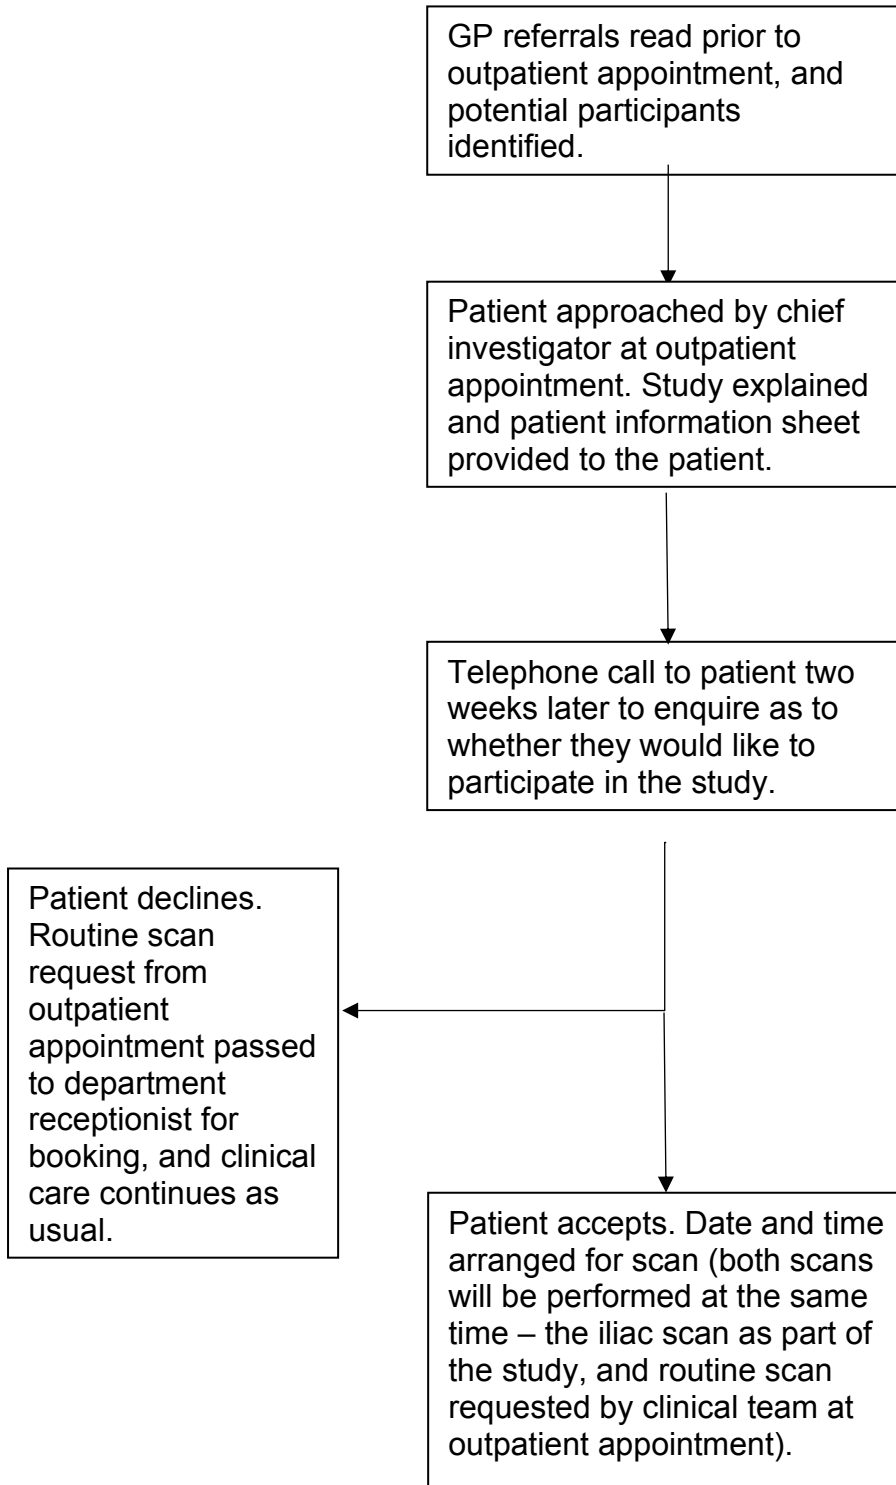 GP referrals read prior to
outpatient appointment, and
potential participants
identified.
Patient approached by chief
investigator at outpatient
appointment. Study explained
and patient information sheet
provided to the patient.
Telephone call to patient two
weeks later to enquire as to
whether they would like to
participate in the study.
Patient declines.
Routine scan
request from
outpatient
appointment passed
to department
receptionist for
booking, and clinical
care continues as
usual.
Patient accepts. Date and time
arranged for scan (both scans
will be performed at the same
time – the iliac scan as part of
the study, and routine scan
requested by clinical team at
outpatient appointment).